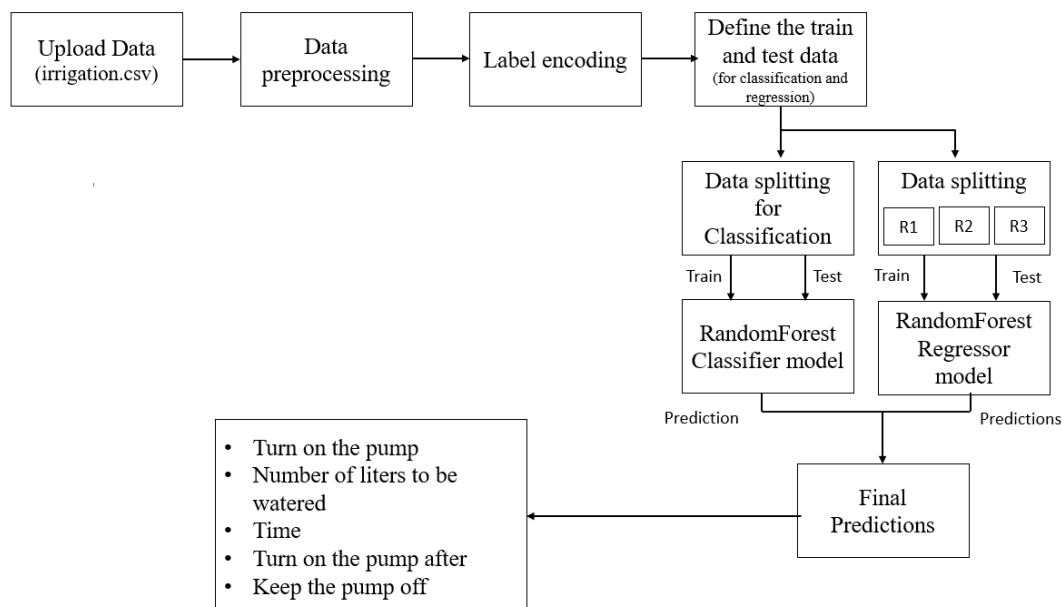 Upload Data
(irrigation.csv)
Data
preprocessing
Label encoding
Define the train
and test data
(for classification and
regression)
Data splitting
for
Classification
Data splitting
R1
R2
R3
Train
Test
Train
Test
RandomForest
Classifier model
RandomForest
Regressor
model
Prediction
Predictions
• Turn on the pump
• Number of liters to be
watered
• Time
• Turn on the pump after
• Keep the pump off
Final
Predictions